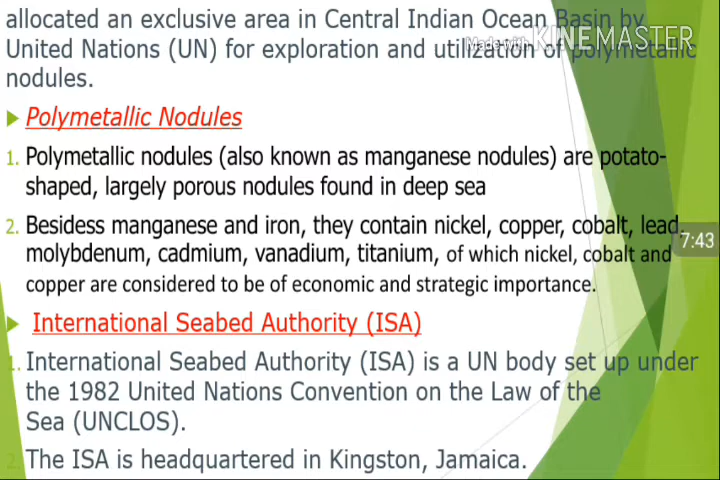 allocated an exclusive area in Central Indian Ocean Basin by
Made with KINEMASTER
United Nations (UN) for exploration and utilization of polymetallic
nodules.
Polymetallic Nodules
1. Polymetallic nodules (also known as manganese nodules) are potato-
shaped, largely porous nodules found in deep sea
2. Besidess manganese and iron, they contain nickel, copper, cobalt, lead,
7:43
molybdenum, cadmium, vanadium, titanium, of which nickel, cobalt and
copper are considered to be of economic and strategic importance.
International Seabed Authority (ISA)
1. International Seabed Authority (ISA) is a UN body set up under
the 1982 United Nations Convention on the Law of the
Sea (UNCLOS).
2. The ISA is headquartered in Kingston, Jamaica.